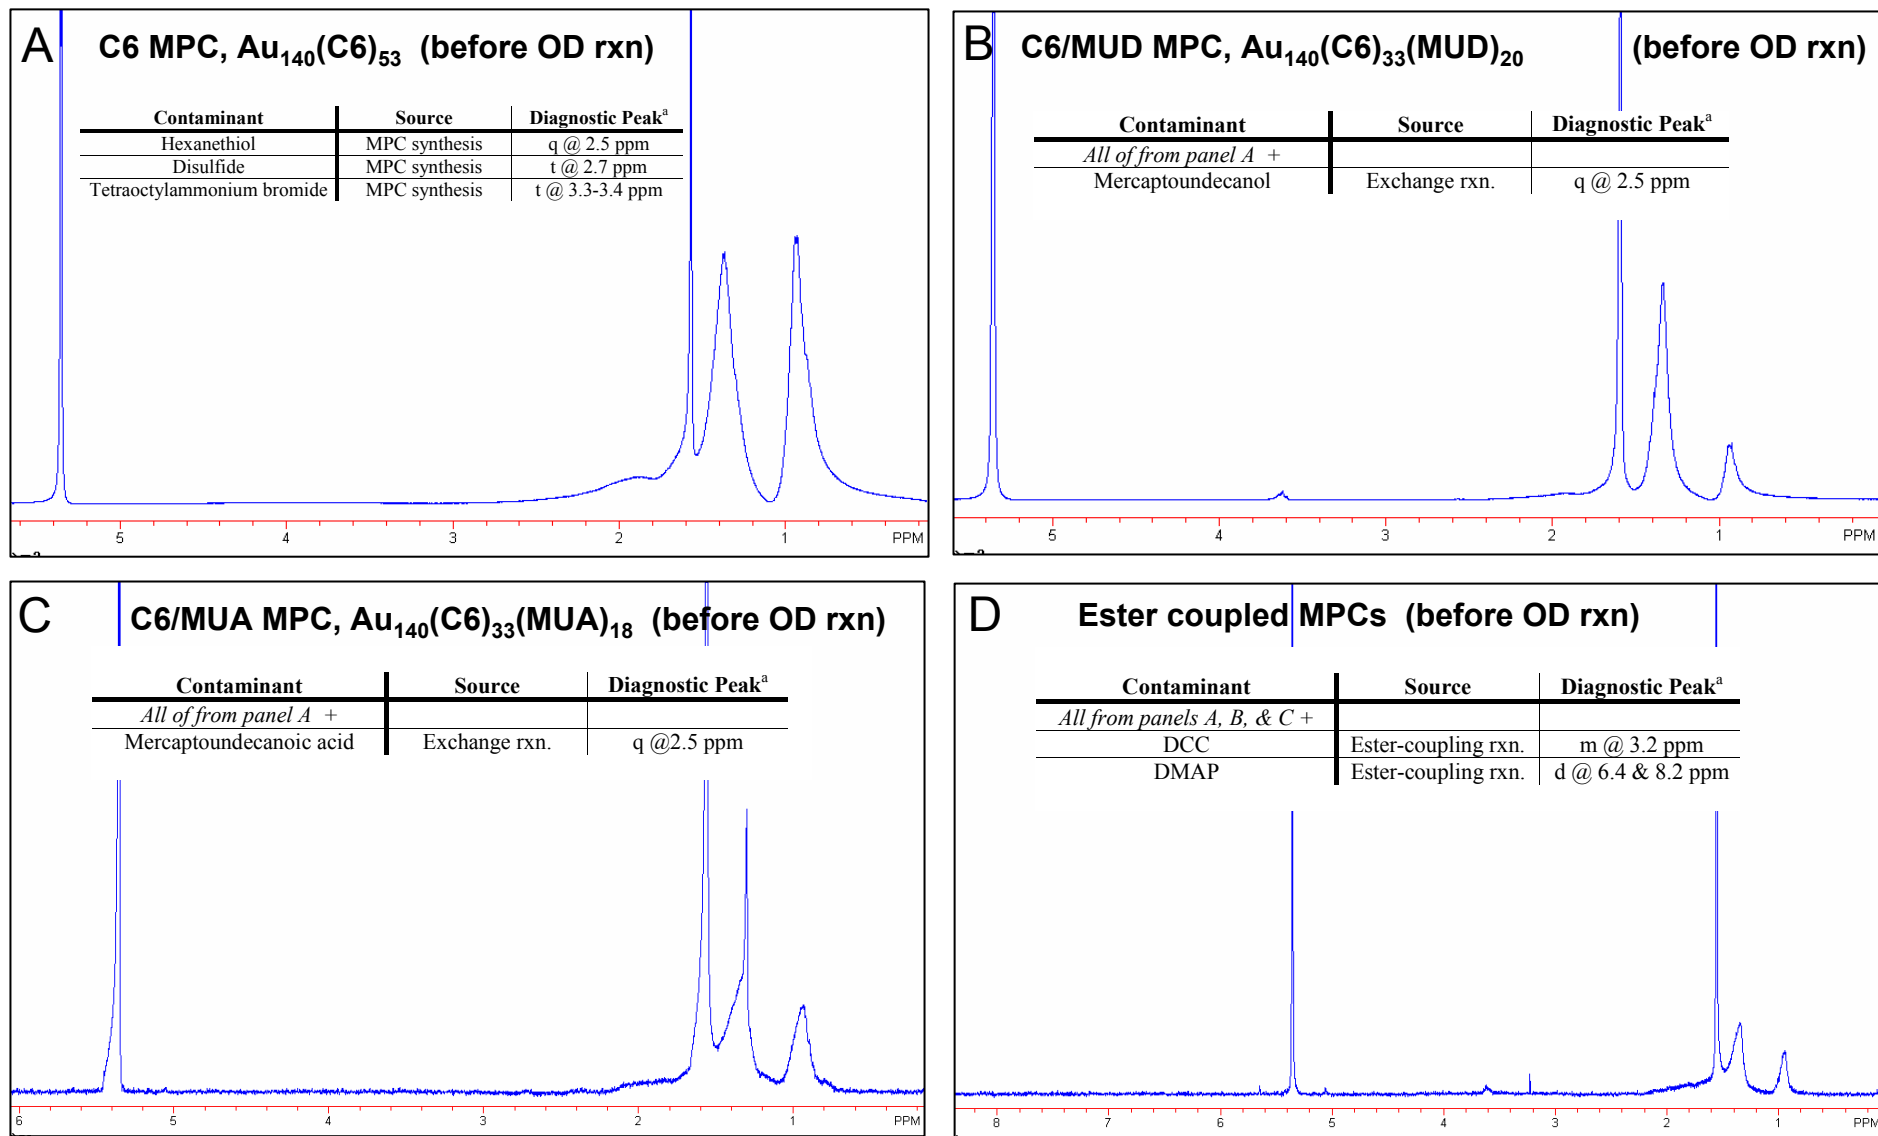 A
C6 MPC, Au140(C6)53 (before OD rxn)
Contaminant Source Diagnostic Peak^a
Hexanethiol MPC synthesis q @ 2.5 ppm
Disulfide MPC synthesis t @ 2.7 ppm
Tetraoctylammonium bromide MPC synthesis t @ 3.3-3.4 ppm
5 4 3 2 1 PPM
B
C6/MUD MPC, Au140(C6)33(MUD)20 (before OD rxn)
Contaminant Source Diagnostic Peak^a
All of from panel A +
Mercaptoundecanol Exchange rxn. q @ 2.5 ppm
5 4 3 2 1 PPM
C
C6/MUA MPC, Au140(C6)33(MUA)18 (before OD rxn)
Contaminant Source Diagnostic Peak^a
All of from panel A +
Mercaptoundecanoic acid Exchange rxn. q @2.5 ppm
6 5 4 3 2 1 PPM
D
Ester coupled MPCs (before OD rxn)
Contaminant Source Diagnostic Peak^a
All from panels A, B, & C +
DCC Ester-coupling rxn. m @ 3.2 ppm
DMAP Ester-coupling rxn. d @ 6.4 & 8.2 ppm
8 7 6 5 4 3 2 1 PPM